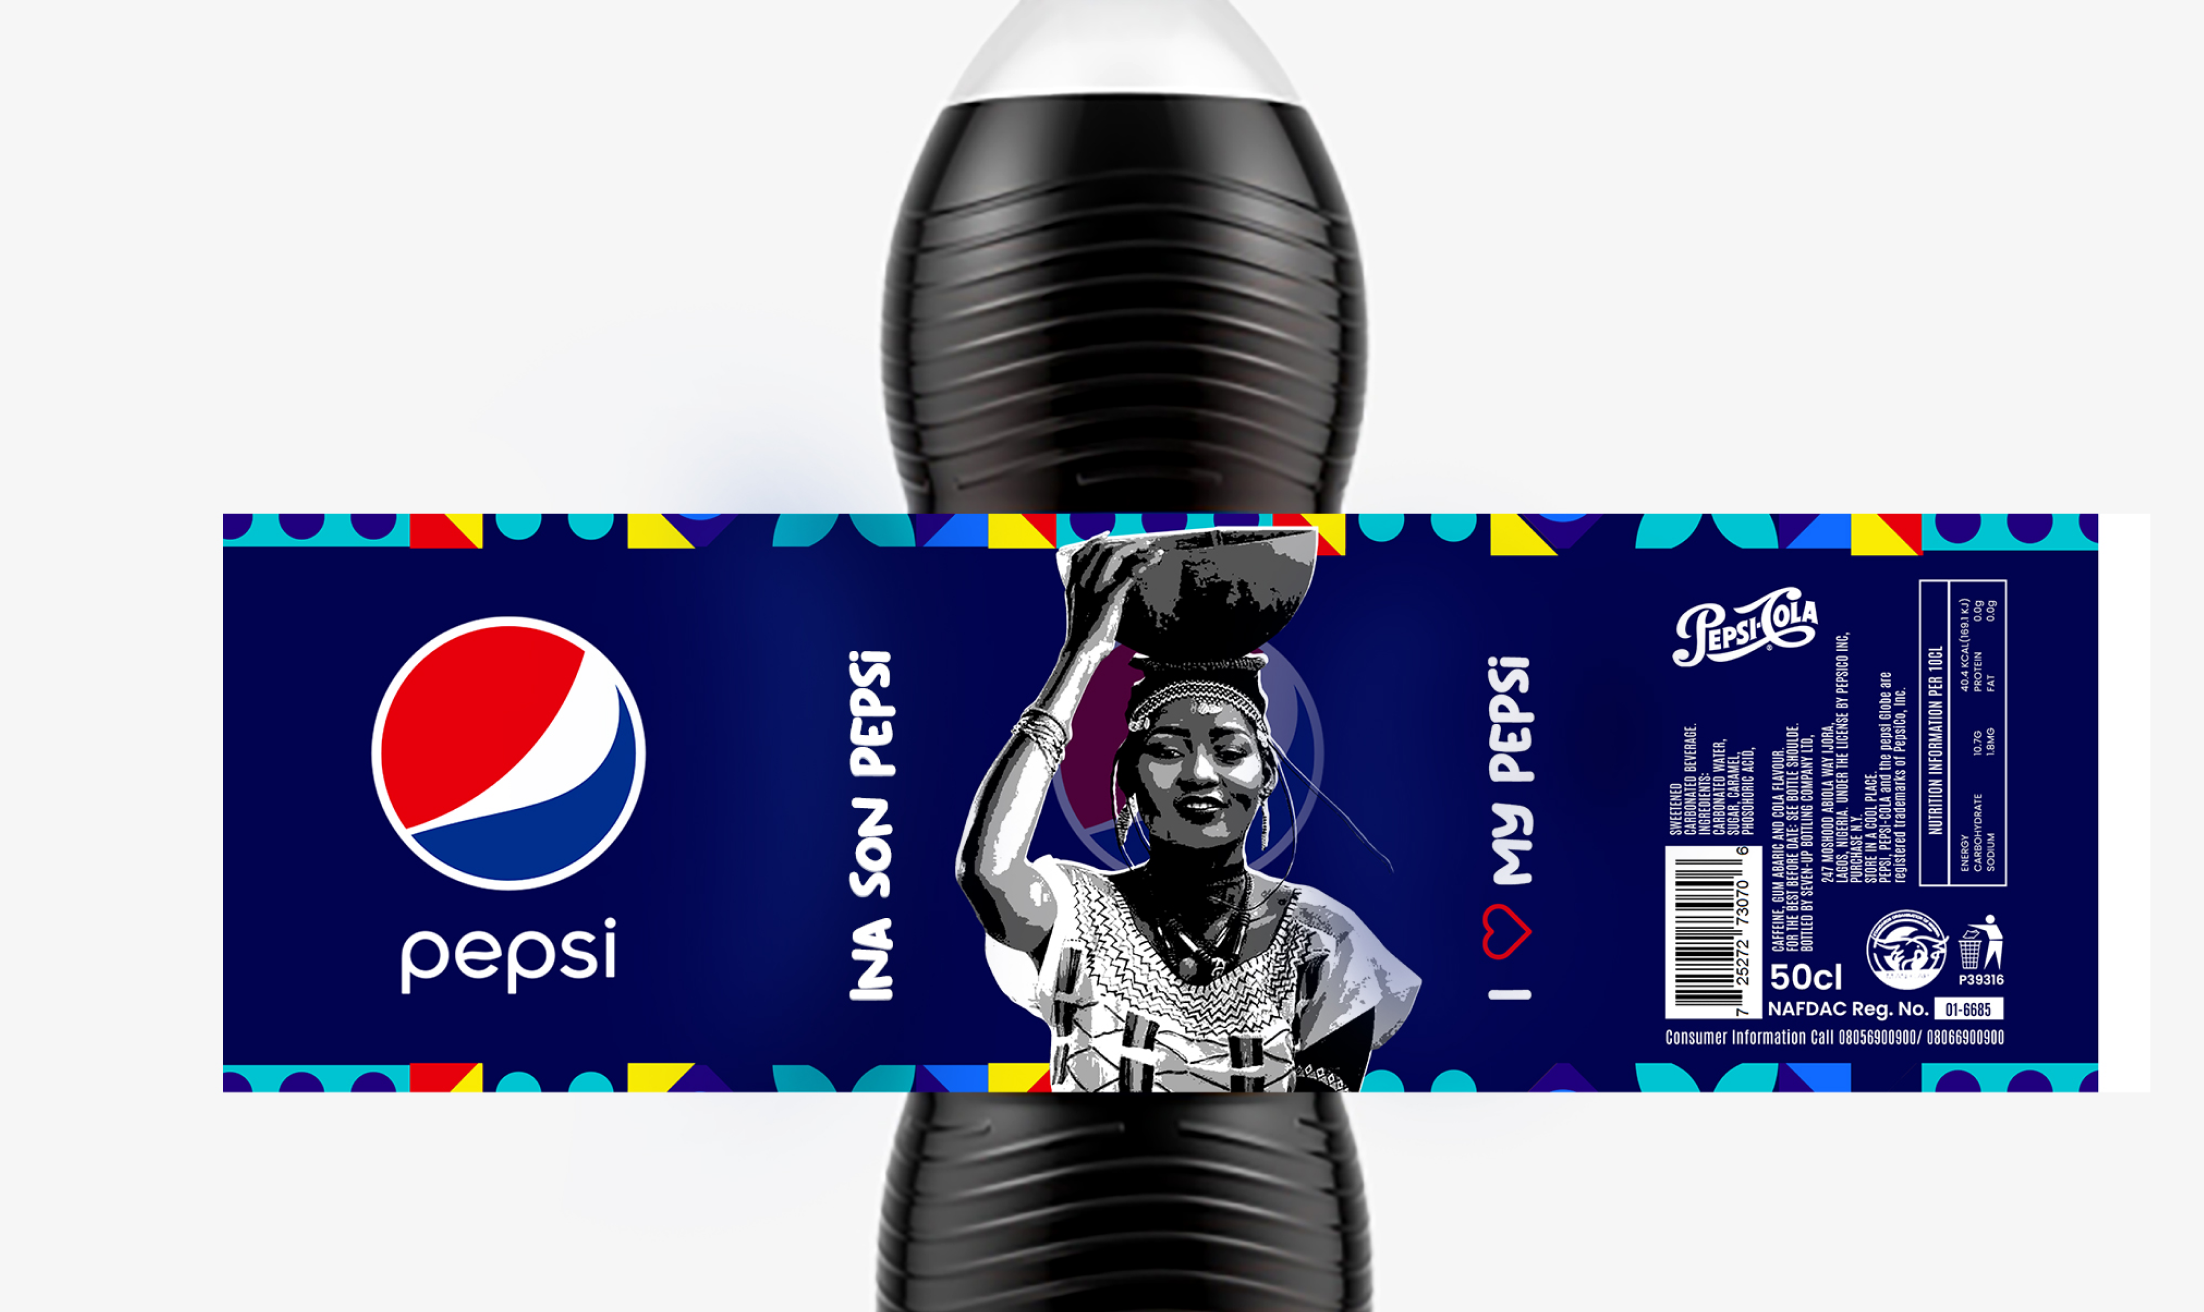 pepsi
INA SON PEPSi
I MY PEPSi
PEPSI-COLA
®
SWEETENED
CARBONATED BEVERAGE.
INGREDIENTS:
CARBONATED WATER,
SUGAR, CARAMEL,
PHOSOHORIC ACID,
CAFFEINE, GUM ARABIC AND COLA FLAVOUR.
FOR THE BEST BEFORE DATE: SEE BOTTLE SHOULDE.
BOTTLED BY SEVEN-UP BOTTLING COMPANY LTD,
247 MOSHOOD ABIOLA WAY IJORA,
LAGOS, NIGERIA. UNDER THE LICENSE BY PEPSICO INC,
PURCHASE N.Y.
STORE IN A COOL PLACE.
PEPSI, PEPSI-COLA and the pepsi Globe are
registered trademarks of PepsiCo, Inc.
NUTRITION INFORMATION PER 10CL
ENERGY 40.4 KCAL(169.1 KJ)
CARBOHYDRATE 10.7G PROTEIN 0.0g
SODIUM 1.8MG FAT 0.0g
7 25272 73070 6
50cl
P39316
NAFDAC Reg. No. 01-6685
Consumer Information Call 08056900900/ 08066900900